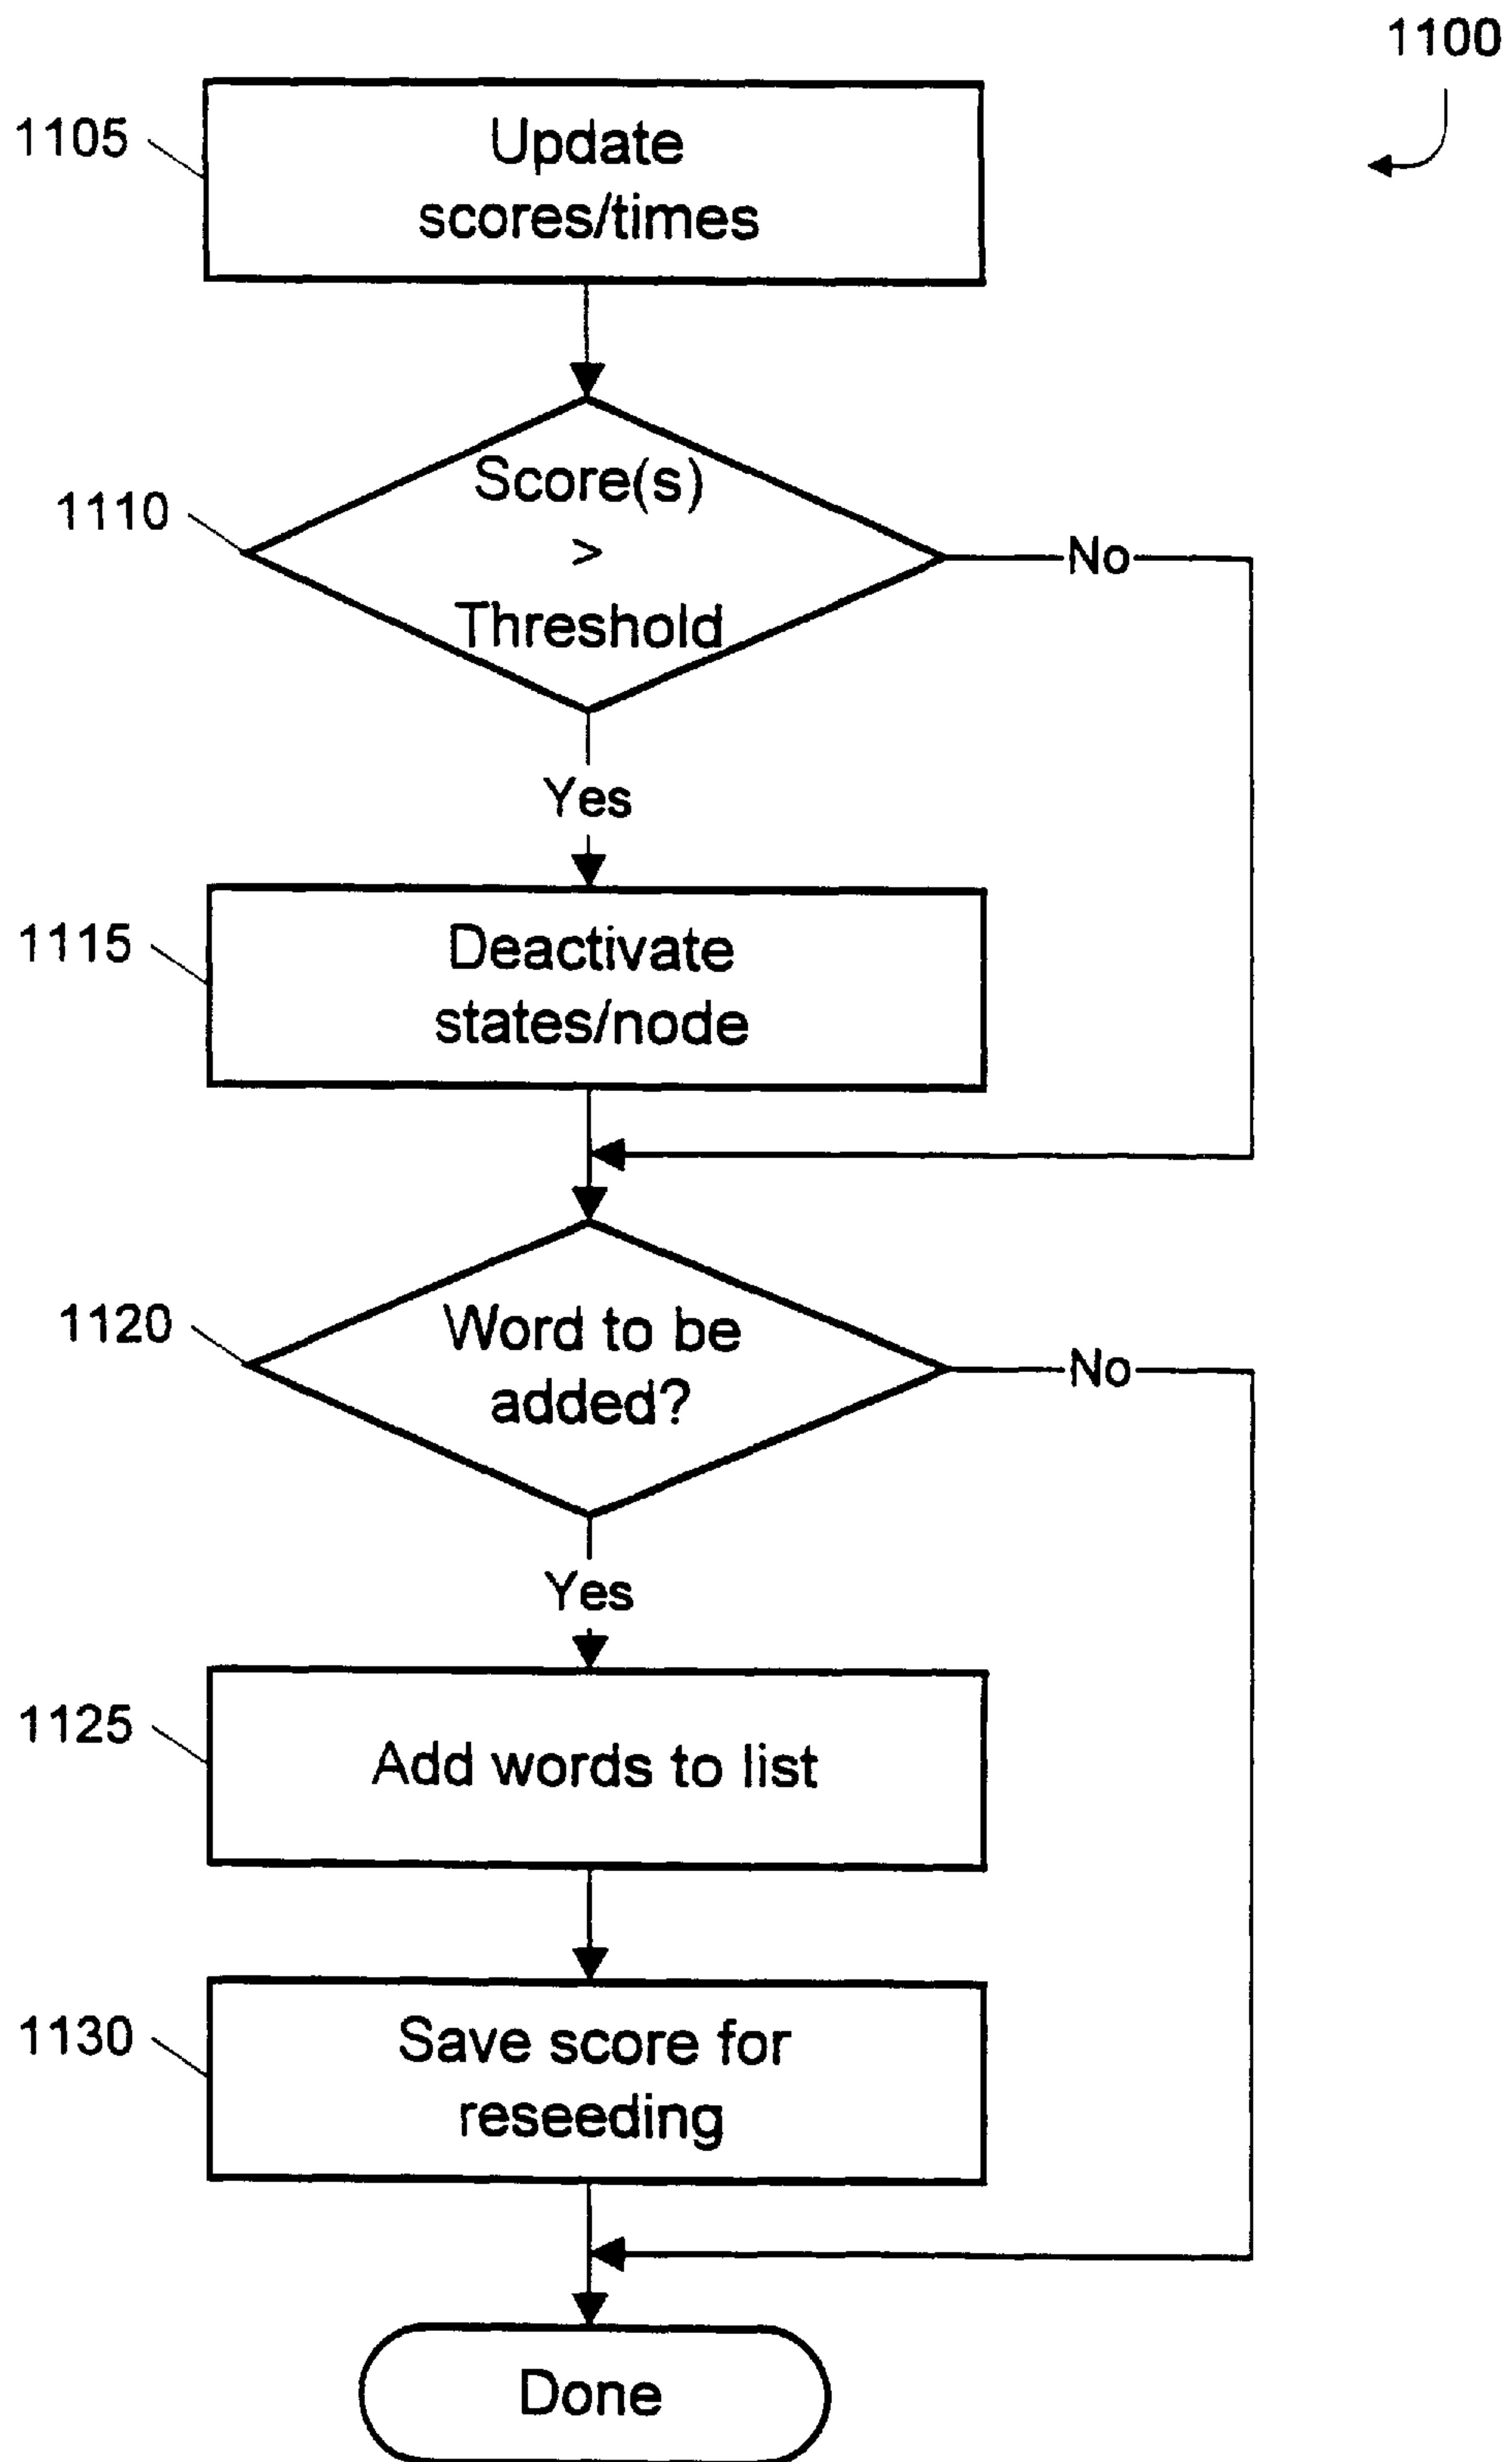 1100
1105
Update
scores/times
1110
Score(s)
>
Threshold
No
Yes
1115
Deactivate
states/node
1120
Word to be
added?
No
Yes
1125
Add words to list
1130
Save score for
reseeding
Done